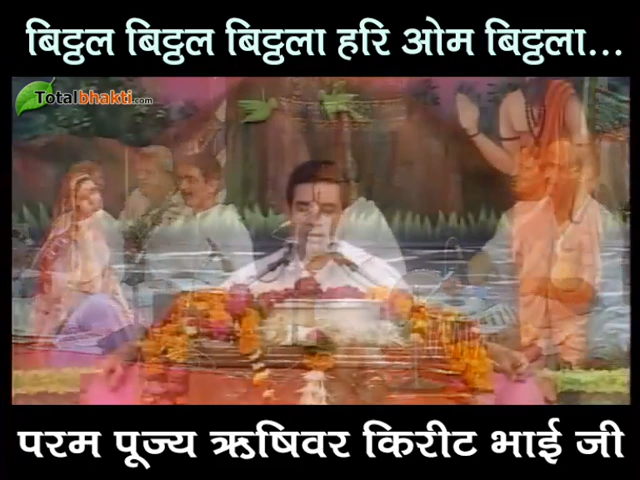 बिट्ठल बिट्ठल बिट्ठला हरि ओम बिट्ठला...
Totalbhakti.com
परम पूज्य ऋषिवर किरीट भाई जी